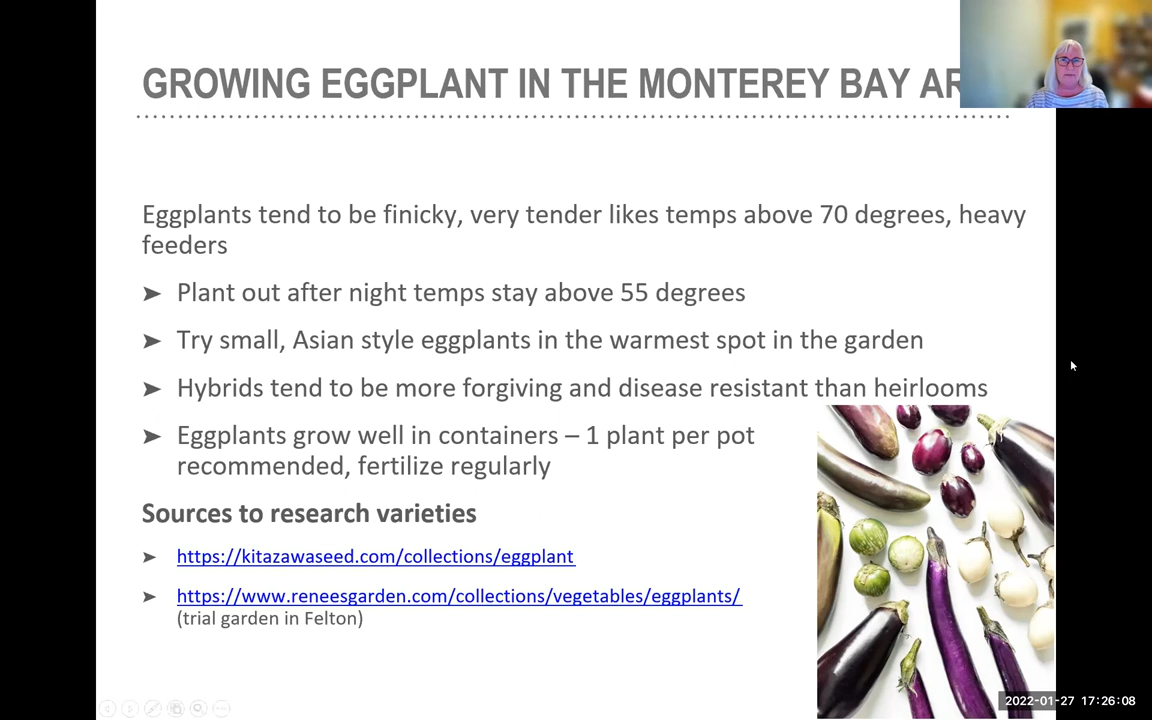 GROWING EGGPLANT IN THE MONTEREY BAY AR
Eggplants tend to be finicky, very tender likes temps above 70 degrees, heavy
feeders
➤ Plant out after night temps stay above 55 degrees
➤ Try small, Asian style eggplants in the warmest spot in the garden
➤ Hybrids tend to be more forgiving and disease resistant than heirlooms
➤ Eggplants grow well in containers – 1 plant per pot
recommended, fertilize regularly
Sources to research varieties
➤ https://kitazawaseed.com/collections/eggplant
➤ https://www.reneesgarden.com/collections/vegetables/eggplants/
(trial garden in Felton)
2022-01-27 17:26:08